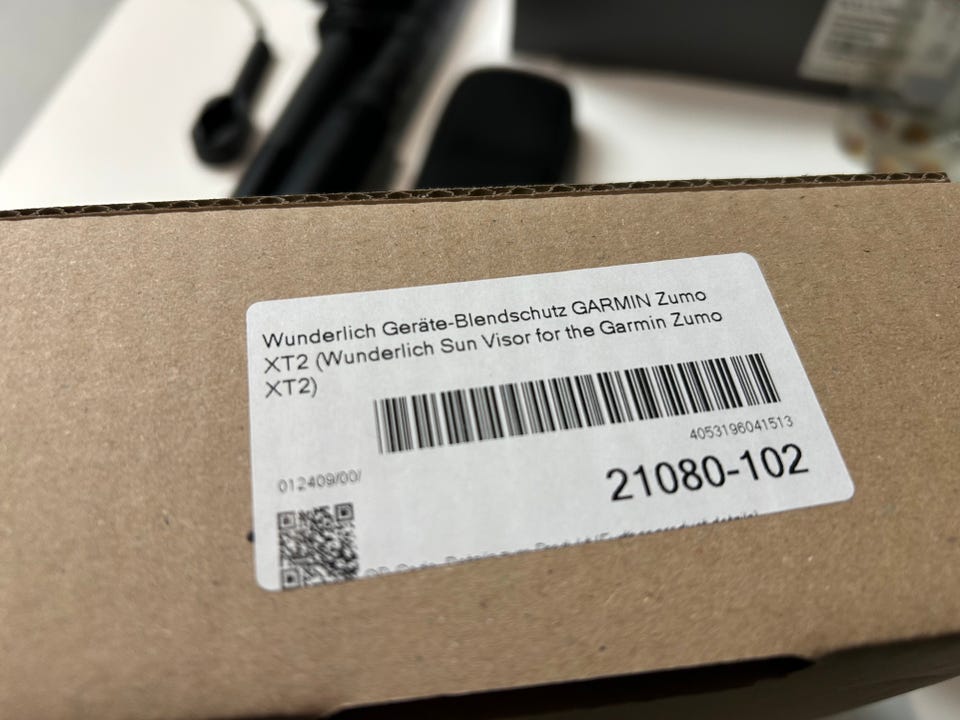 Wunderlich Geräte-Blendschutz GARMIN Zumo
XT2 (Wunderlich Sun Visor for the Garmin Zumo
XT2)
4053196041513
012409/00/
21080-102